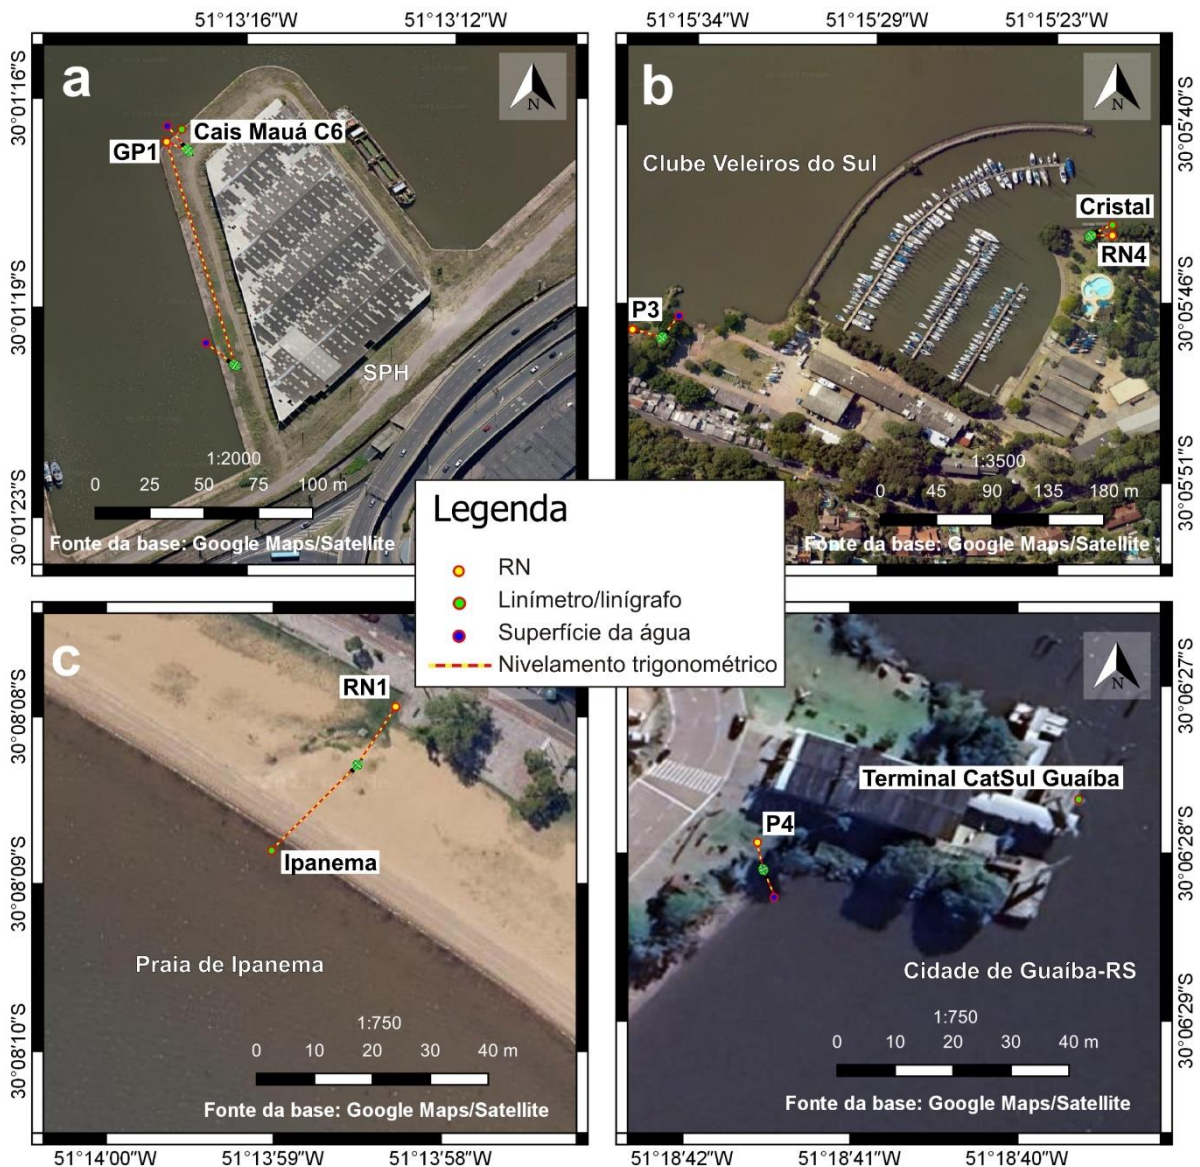 51°13'16"W
51°13'12"W
51°15'34"W
51°15'29"W
51°15'23"W
30°01'16"S
30°01'19"S
30°01'23"S
a
N
Cais Mauá C6
GP1
SPH
1:2000
0 25 50 75 100 m
Fonte da base: Google Maps/Satellite
b
N
Clube Veleiros do Sul
Cristal
RN4
P3
1:3500
0 45 90 135 180 m
Fonte da base: Google Maps/Satellite
30°05'40"S
30°05'46"S
30°05'51"S
Legenda
RN
Linímetro/linígrafo
Superfície da água
Nivelamento trigonométrico
30°08'08"S
30°08'09"S
30°08'10"S
c
RN1
Ipanema
Praia de Ipanema
1:750
0 10 20 30 40 m
Fonte da base: Google Maps/Satellite
N
Terminal CatSul Guaíba
P4
Cidade de Guaíba-RS
1:750
0 10 20 30 40 m
Fonte da base: Google Maps/Satellite
30°06'27"S
30°06'28"S
30°06'29"S
51°14'00"W
51°13'59"W
51°13'58"W
51°18'42"W
51°18'41"W
51°18'40"W